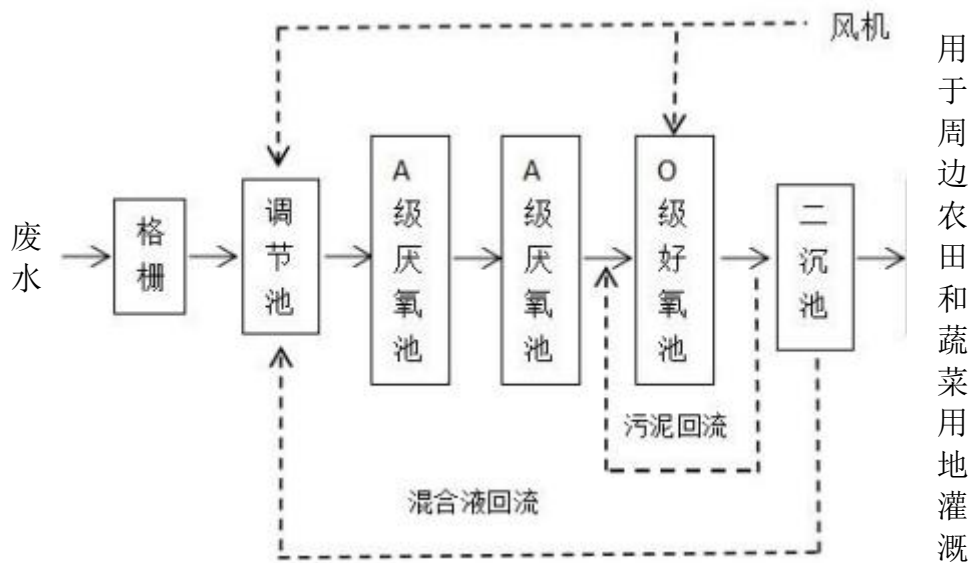 风机
废水
格栅
调节池
A级厌氧池
A级厌氧池
O级好氧池
二沉池
污泥回流
混合液回流
用于周边农田和蔬菜用地灌溉